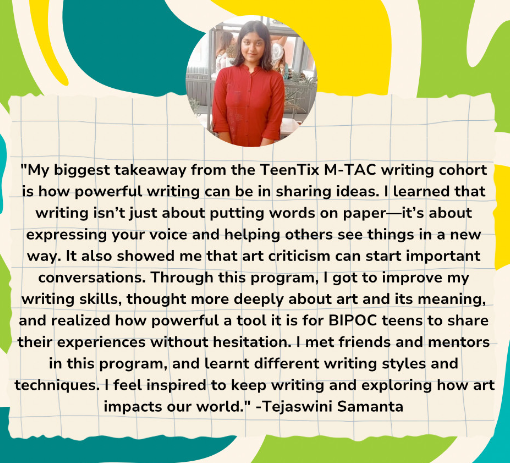 "My biggest takeaway from the TeenTix M-TAC writing cohort
is how powerful writing can be in sharing ideas. I learned that
writing isn’t just about putting words on paper—it’s about
expressing your voice and helping others see things in a new
way. It also showed me that art criticism can start important
conversations. Through this program, I got to improve my
writing skills, thought more deeply about art and its meaning,
and realized how powerful a tool it is for BIPOC teens to share
their experiences without hesitation. I met friends and mentors
in this program, and learnt different writing styles and
techniques. I feel inspired to keep writing and exploring how art
impacts our world." -Tejaswini Samanta